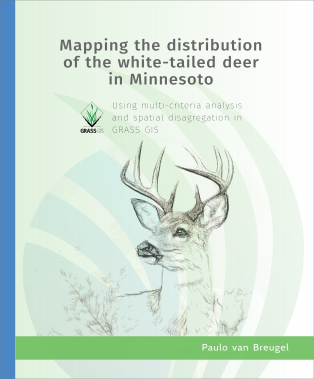 Mapping the distribution
of the white-tailed deer
in Minnesoto
Using multi-criteria analysis
and spatial disagregation in
GRASS GIS
GRASS GIS
Paulo van Breugel